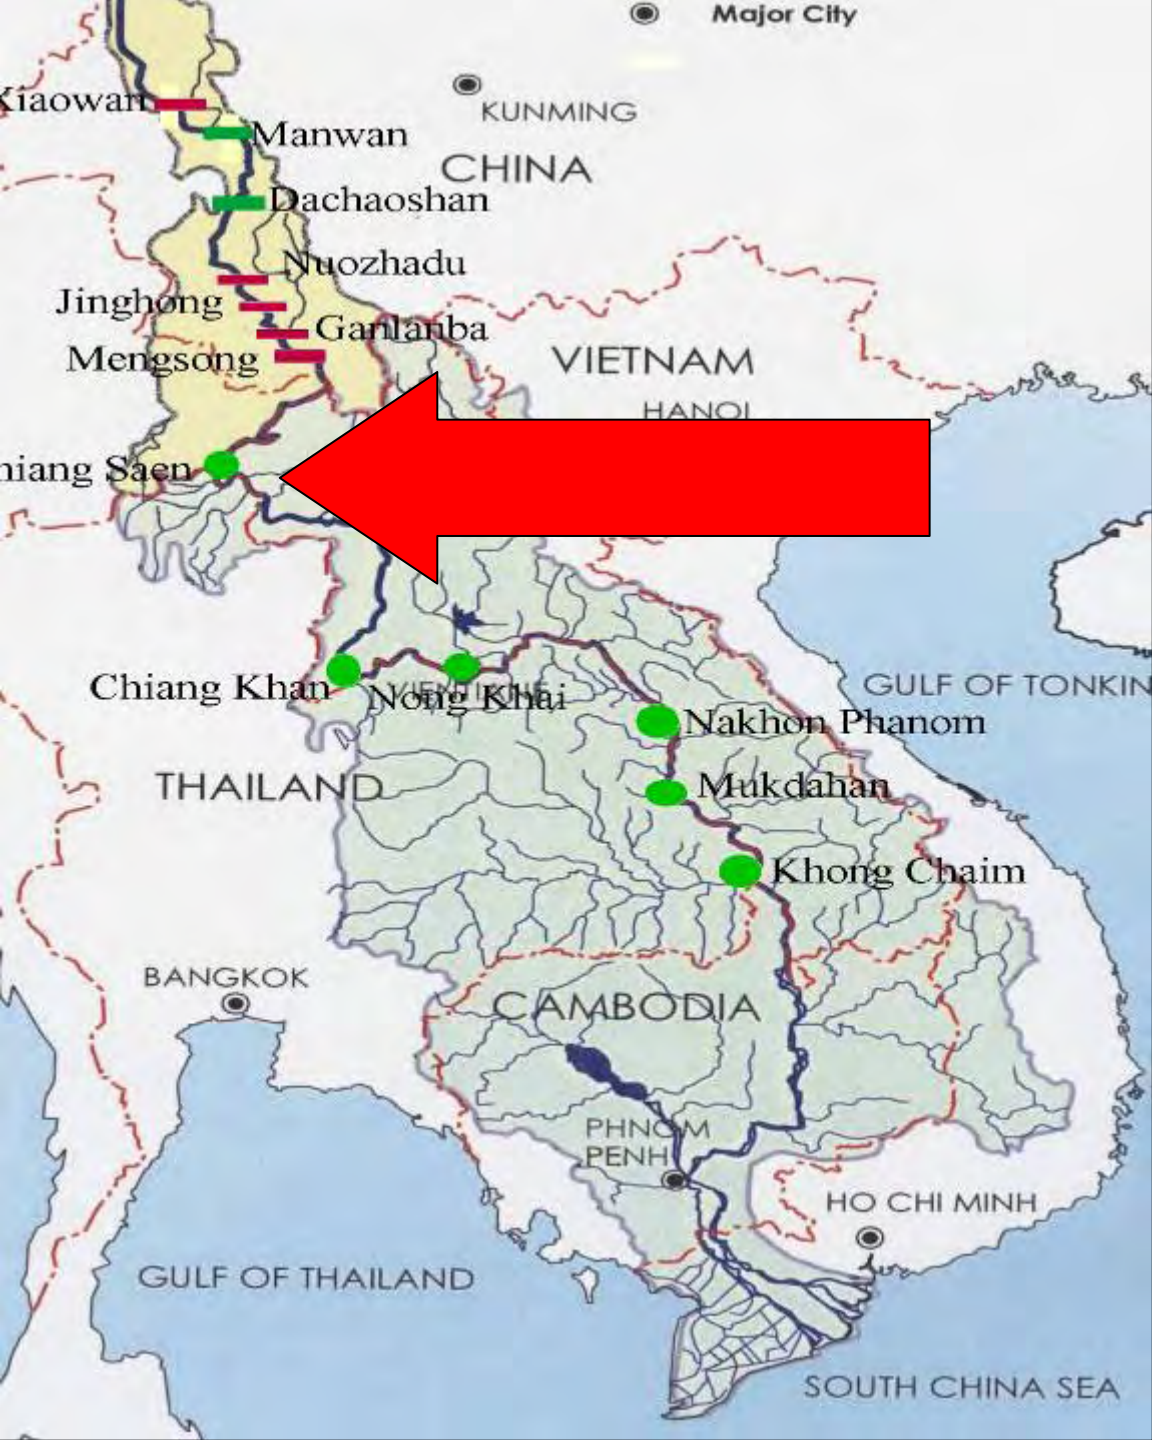 Major City
KUNMING
Xiaowan
Manwan
CHINA
Dachaoshan
Nuozhadu
Jinghong
Ganlanba
Mengsong
VIETNAM
HANOI
hiang Saen
Chiang Khan
Nong Khai
GULF OF TONKIN
Nakhon Phanom
THAILAND
Mukdahan
Khong Chaim
BANGKOK
CAMBODIA
PHNOM
PENH
HO CHI MINH
GULF OF THAILAND
SOUTH CHINA SEA